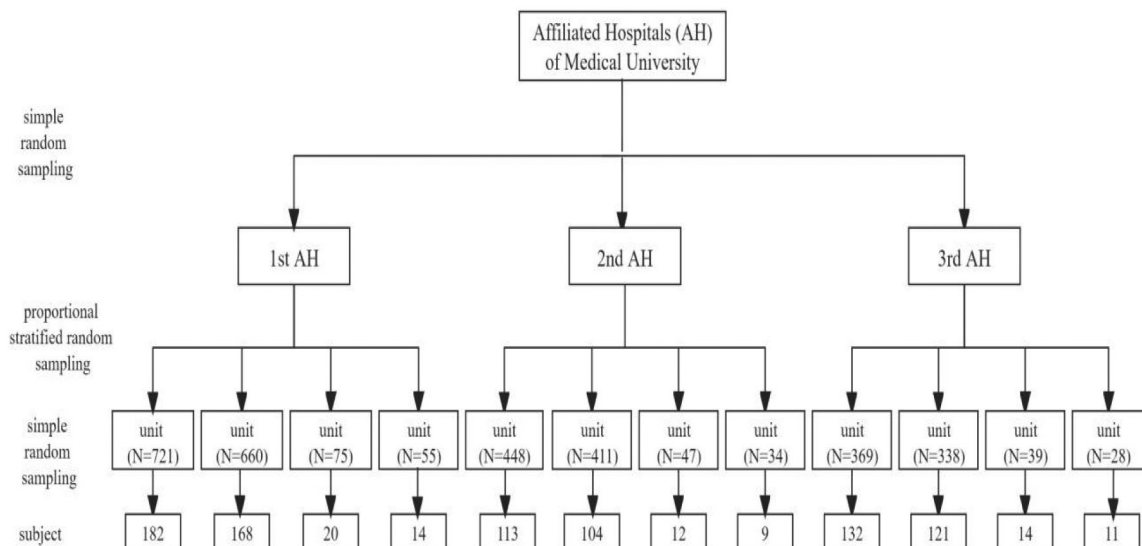 Affiliated Hospitals (AH)
of Medical University
simple
random
sampling
1st AH
2nd AH
3rd AH
proportional
stratified random
sampling
simple
random
sampling
unit
(N=721)
unit
(N=660)
unit
(N=75)
unit
(N=55)
unit
(N=448)
unit
(N=411)
unit
(N=47)
unit
(N=34)
unit
(N=369)
unit
(N=338)
unit
(N=39)
unit
(N=28)
subject
182
168
20
14
113
104
12
9
132
121
14
11